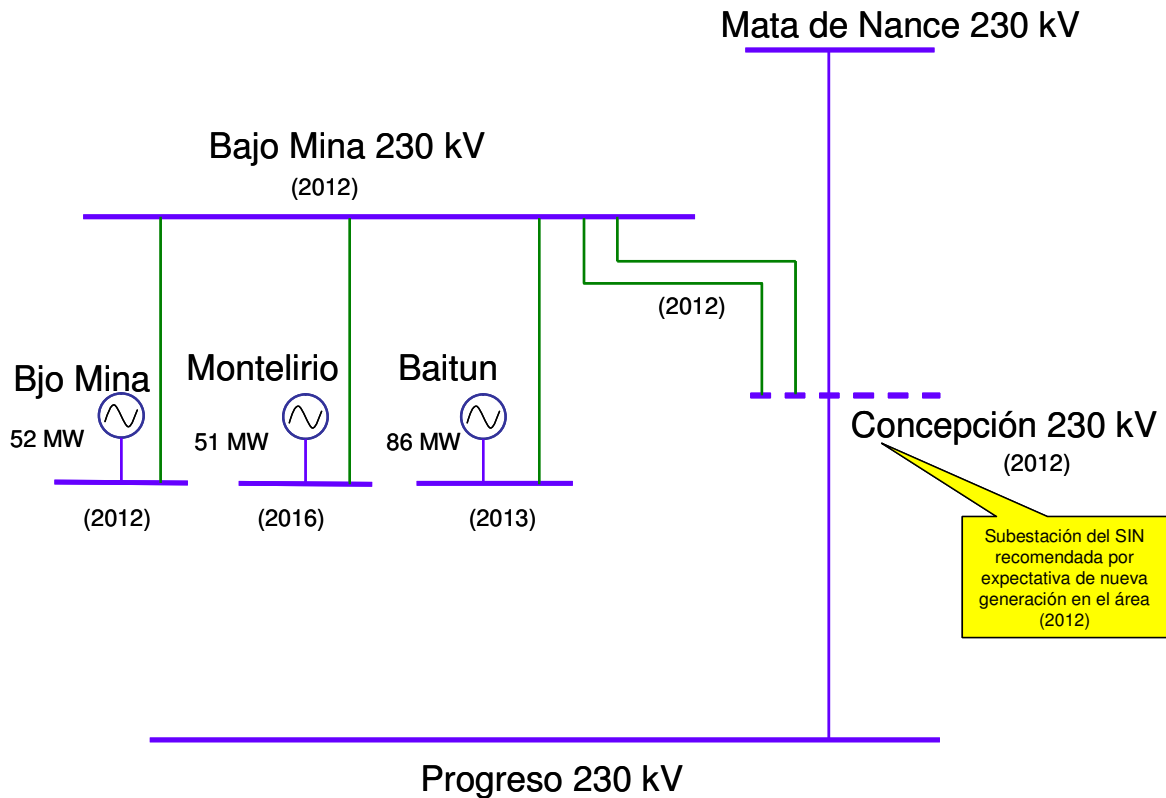 Mata de Nance 230 kV
Bajo Mina 230 kV
(2012)
(2012)
Bjo Mina
Montelirio
Baitun
52 MW
51 MW
86 MW
Concepción 230 kV
(2012)
(2012)
(2016)
(2013)
Subestación del SIN
recomendada por
expectativa de nueva
generación en el área
(2012)
Progreso 230 kV